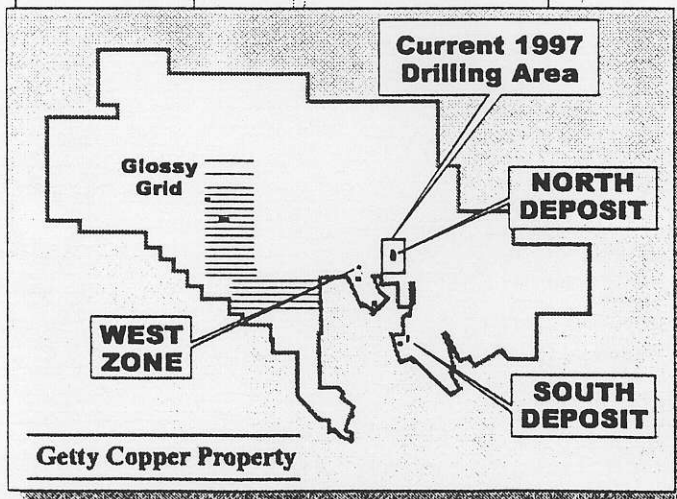 Current 1997
Drilling Area
Glossy
Grid
NORTH
DEPOSIT
WEST
ZONE
SOUTH
DEPOSIT
Getty Copper Property